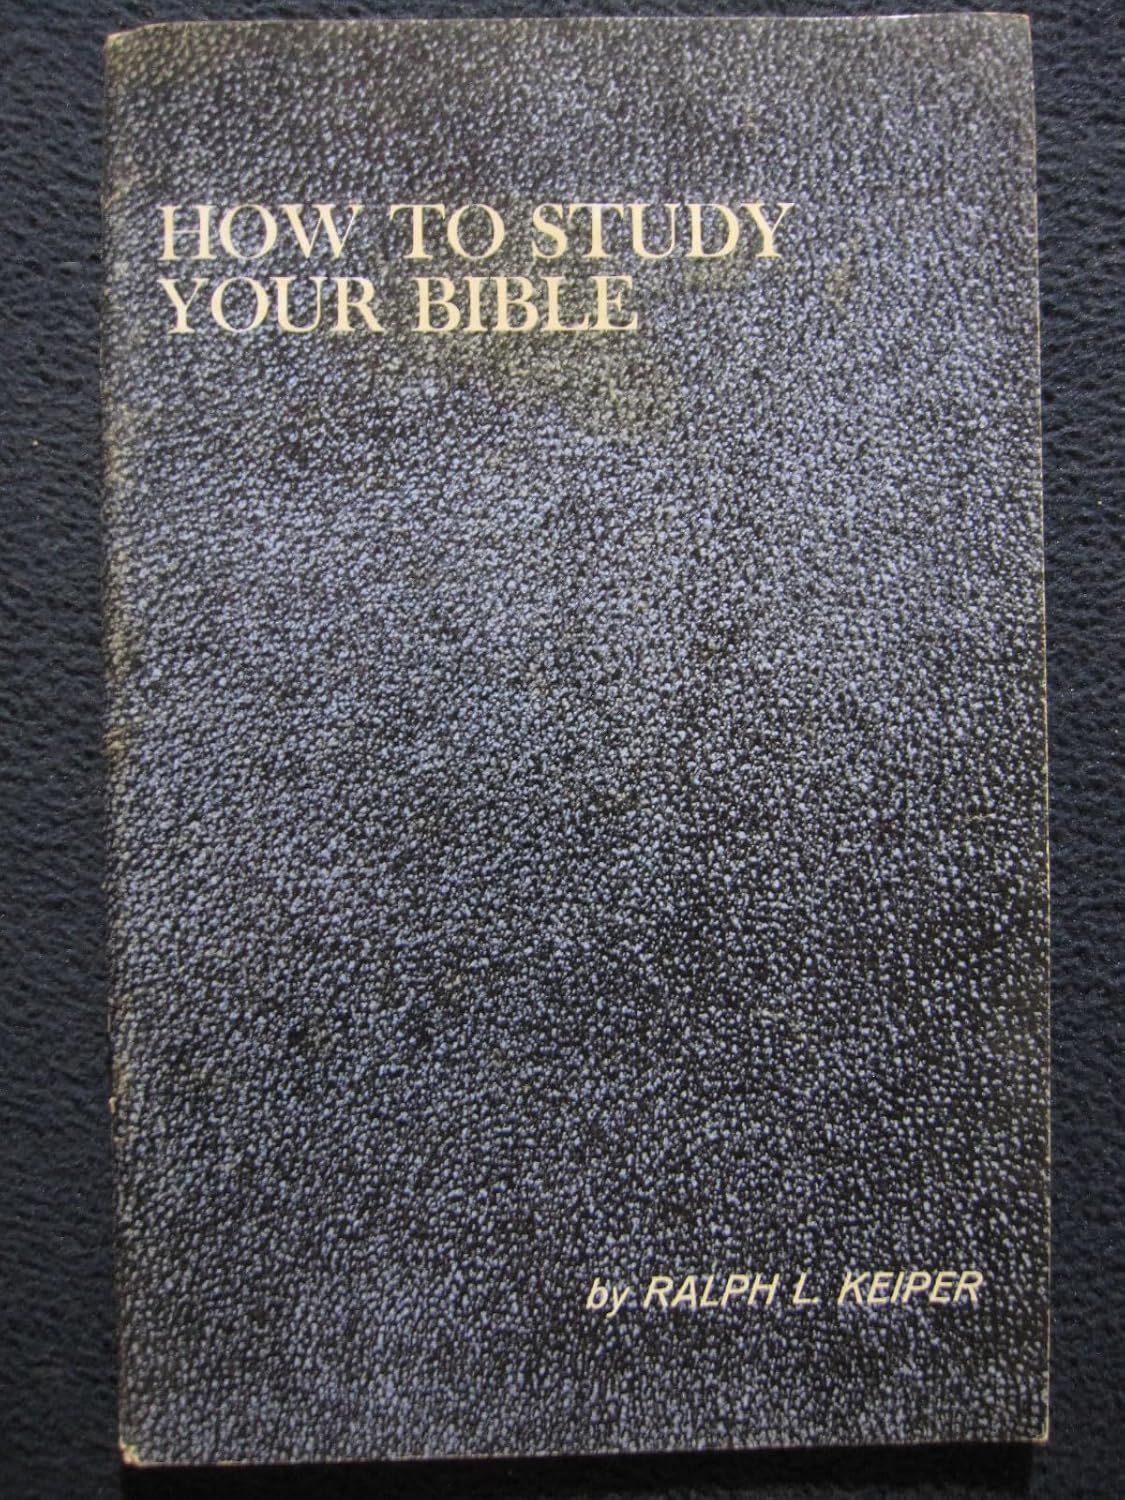 HOW TO STUDY
YOUR BIBLE
by RALPH L. KEIPER